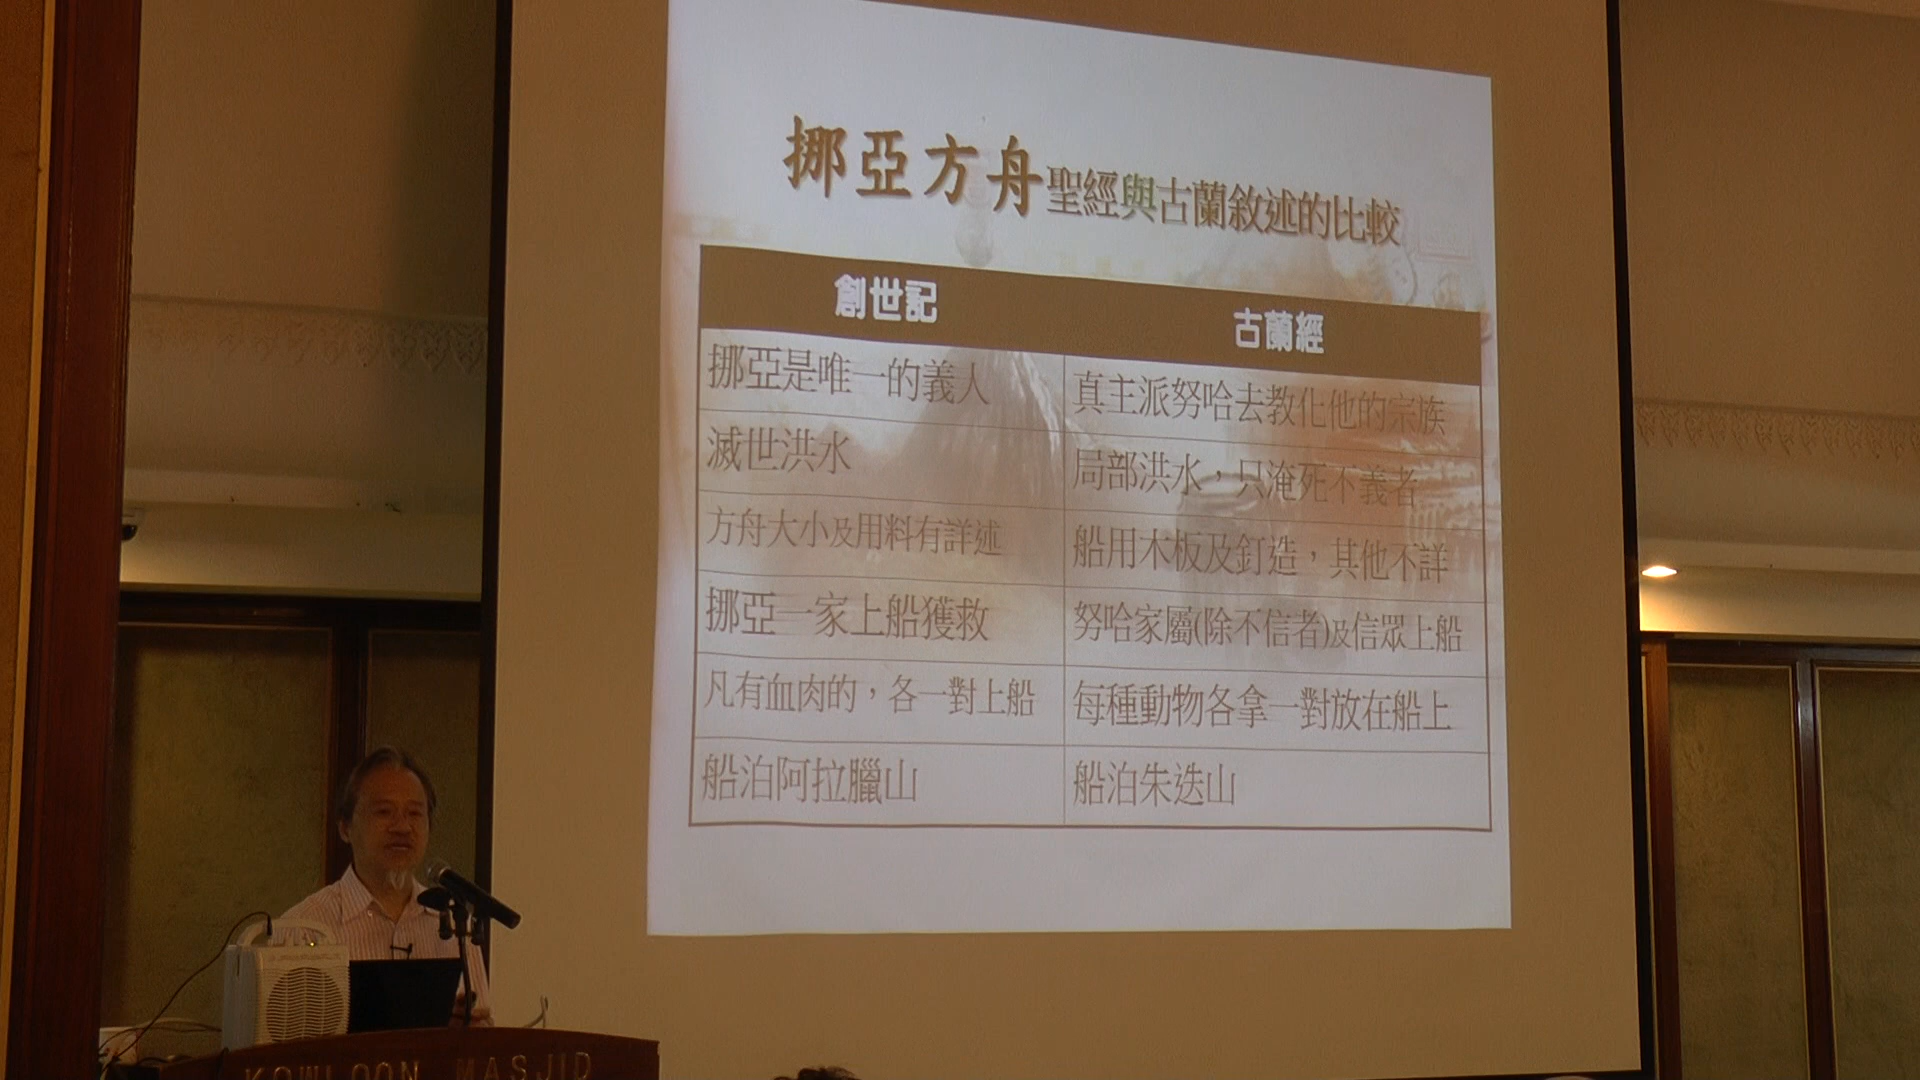 挪亞方舟聖經與古蘭敘述的比較
創世記 古蘭經
挪亞是唯一的義人 真主派努哈去教化他的宗族
滅世洪水 局部洪水，只淹死不義者
方舟大小及用料有詳述 船用木板及釘造，其他不詳
挪亞一家上船獲救 努哈家屬(除不信者)及信眾上船
凡有血肉的，各一對上船 每種動物各拿一對放在船上
船泊阿拉臘山 船泊朱迭山
KOWLOON MASJID